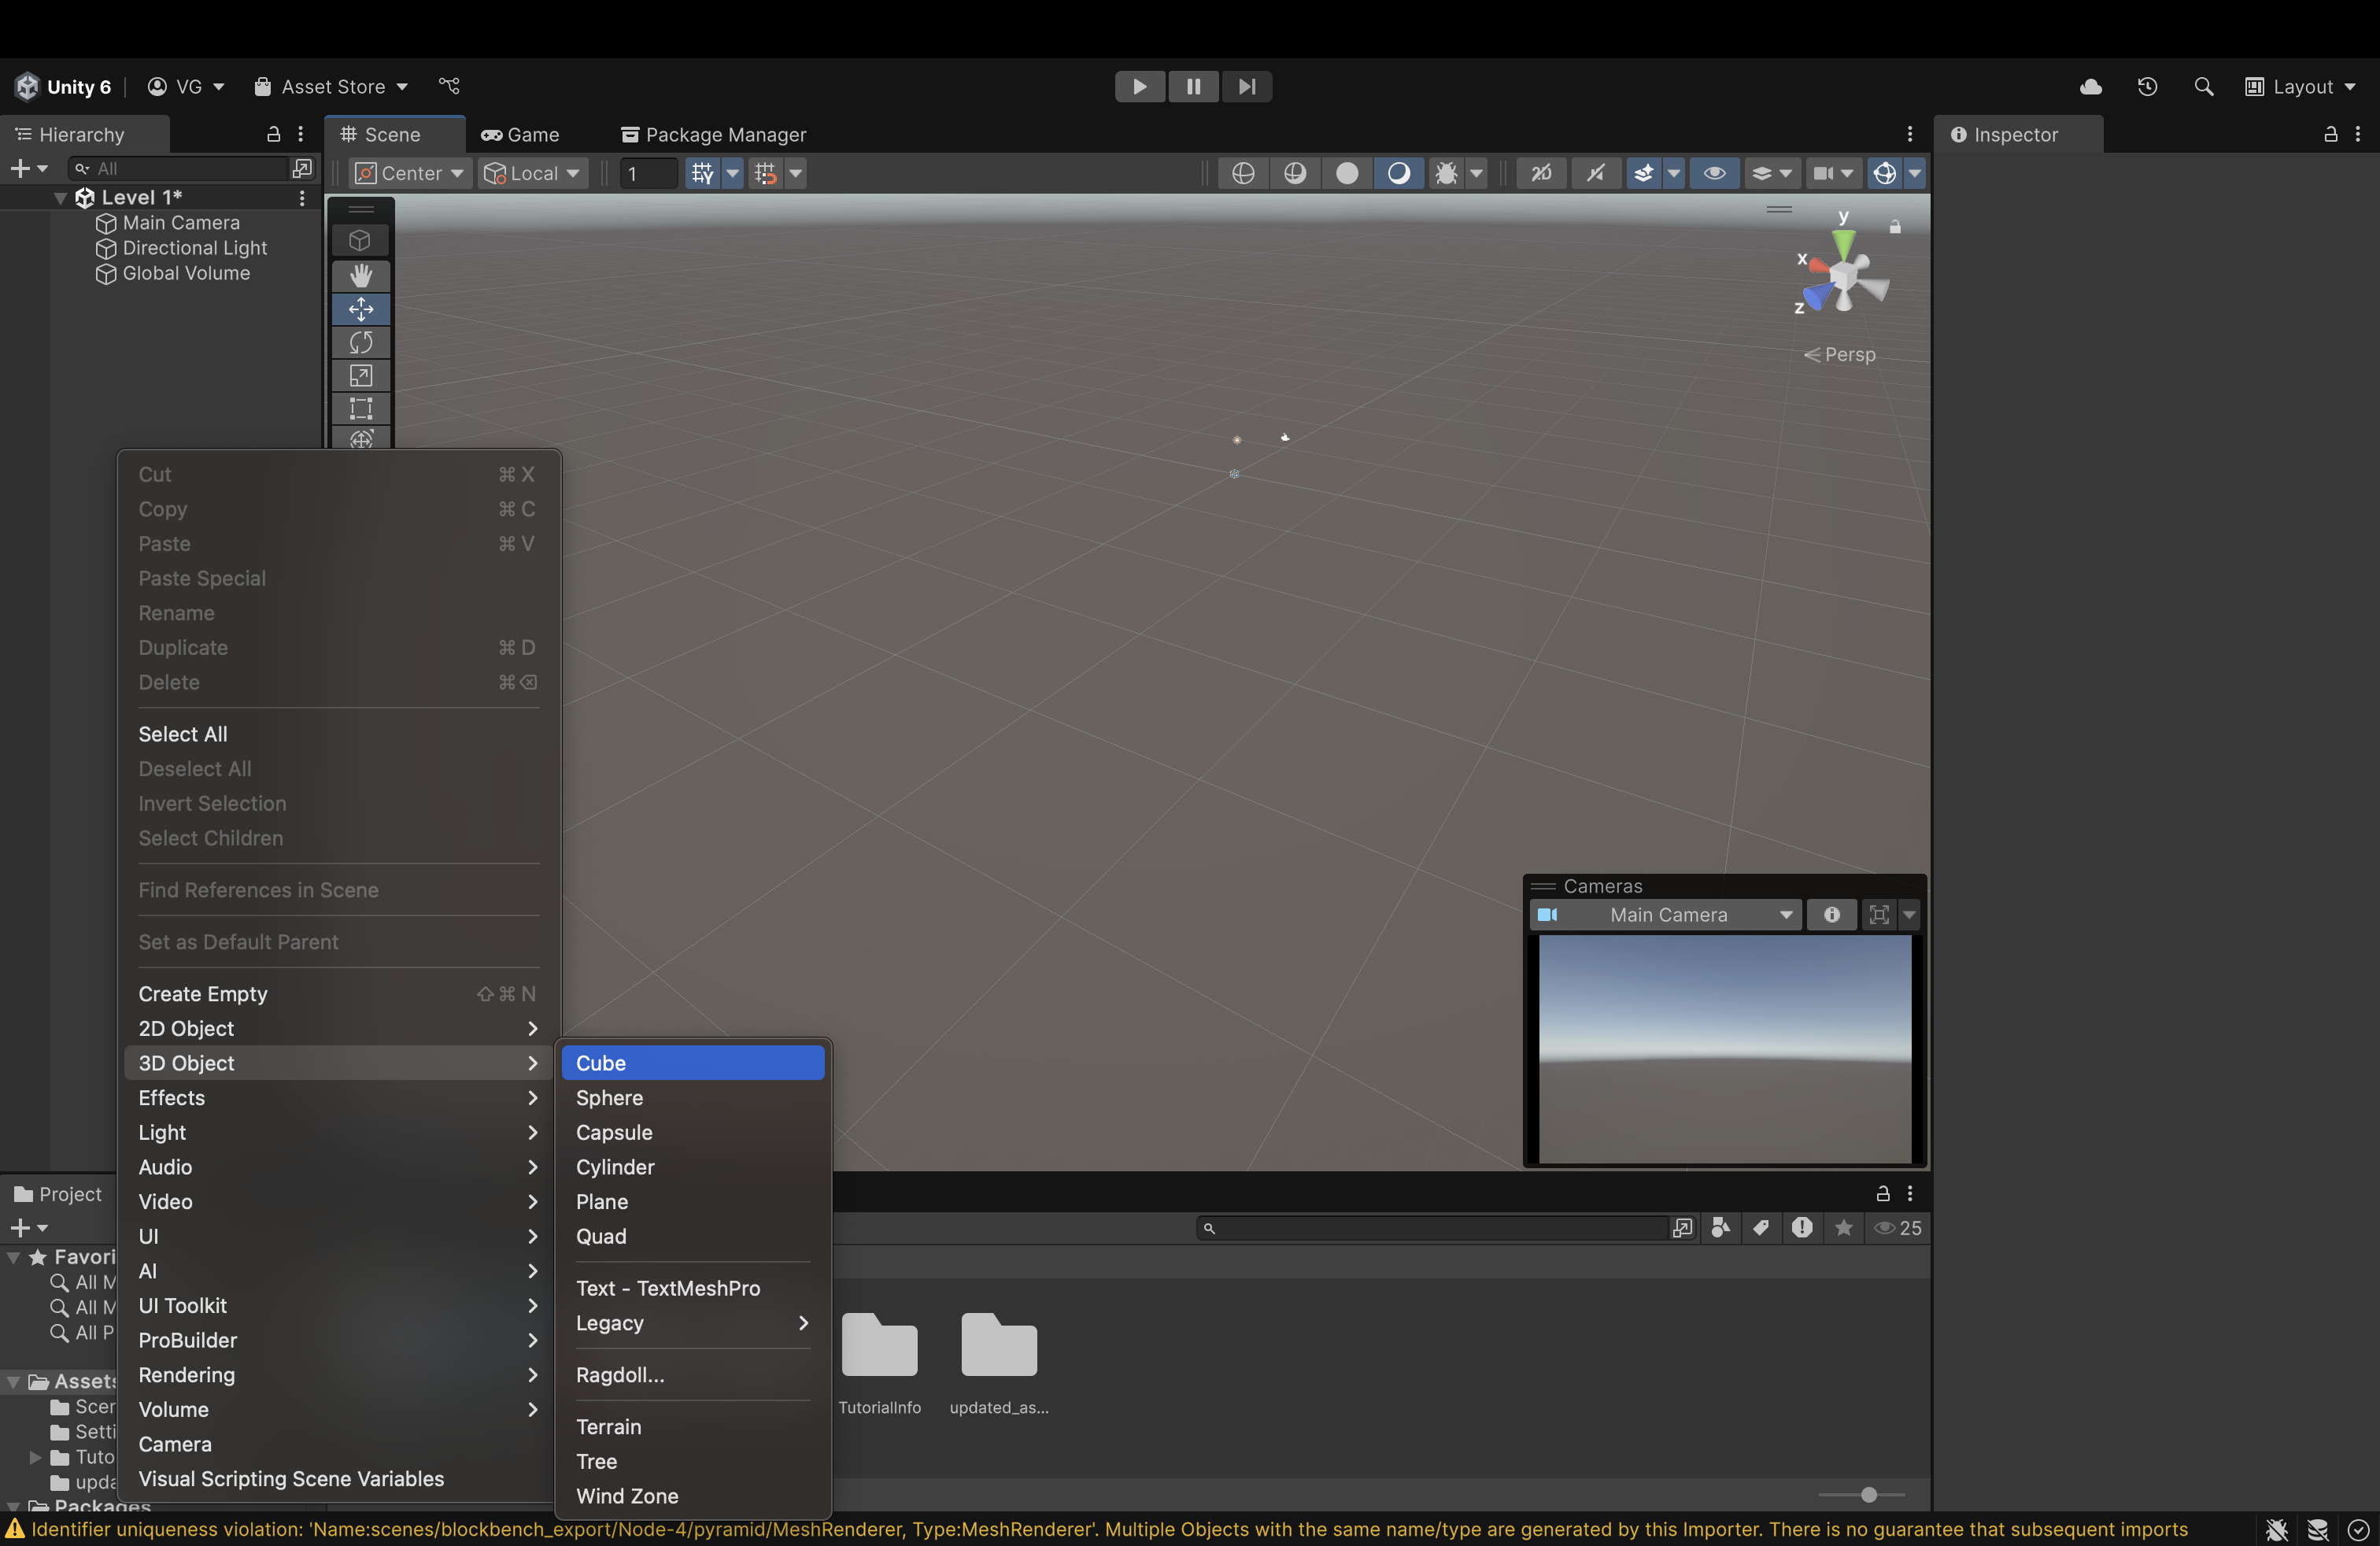 Unity 6
VG
Asset Store
Layout
Hierarchy
Scene
Game
Package Manager
Inspector
All
Center
Local
1
2D
Level 1*
Main Camera
Directional Light
Global Volume
y
x
z
Persp
Cut ⌘ X
Copy ⌘ C
Paste ⌘ V
Paste Special
Rename
Duplicate ⌘ D
Delete ⌘⌫
Select All
Deselect All
Invert Selection
Select Children
Find References in Scene
Set as Default Parent
Create Empty ⇧ ⌘ N
2D Object
3D Object
Effects
Light
Audio
Video
UI
AI
UI Toolkit
ProBuilder
Rendering
Volume
Camera
Visual Scripting Scene Variables
Cube
Sphere
Capsule
Cylinder
Plane
Quad
Text - TextMeshPro
Legacy
Ragdoll...
Terrain
Tree
Wind Zone
Cameras
Main Camera
Project
25
Favori
All M
All M
All P
Assets
Scer
Setti
Tuto
upda
Packages
TutorialInfo
updated_as...
Identifier uniqueness violation: 'Name:scenes/blockbench_export/Node-4/pyramid/MeshRenderer, Type:MeshRenderer'. Multiple Objects with the same name/type are generated by this Importer. There is no guarantee that subsequent imports